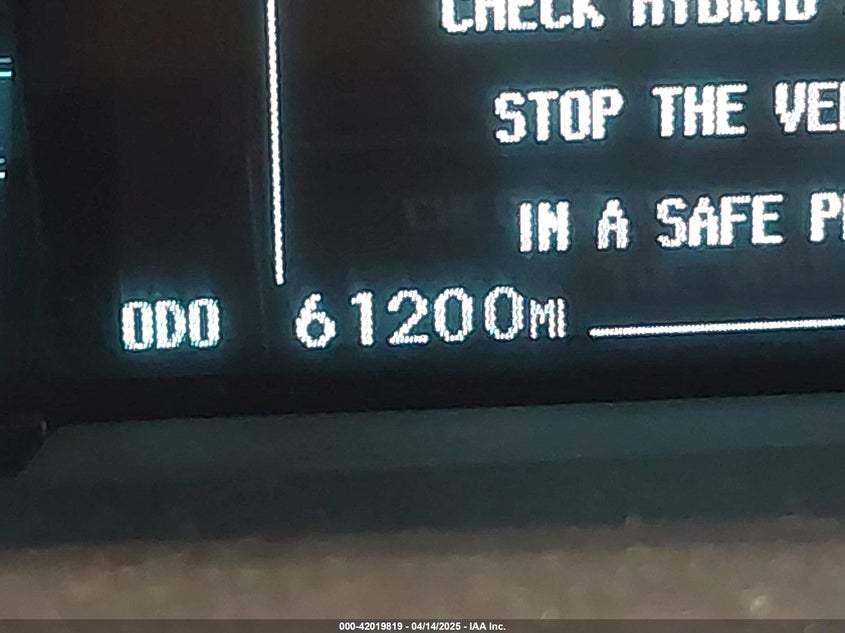 CHECK HYBRID
STOP THE
IN A SAFE
ODO 61200MI
000-42019819 - 04/14/2025 - IAA Inc.